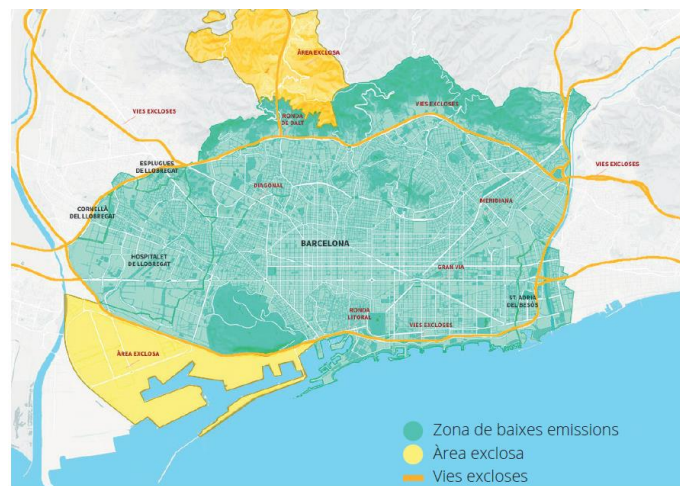 ÀREA EXCLOSA
VIES EXCLOSES
VIES EXCLOSES
RONDA
DE DALT
ESPLUGUES
DE LLOBREGAT
VIES EXCLOSES
DIAGONAL
MERIDIANA
CORNELLÀ
DEL LLOBREGAT
BARCELONA
HOSPITALET
DE LLOBREGAT
GRAN VIA
ST. ADRIÀ
DEL BESÒS
RONDA
LITORAL
VIES EXCLOSES
ÀREA EXCLOSA
Zona de baixes emissions
Àrea exclosa
Vies excloses